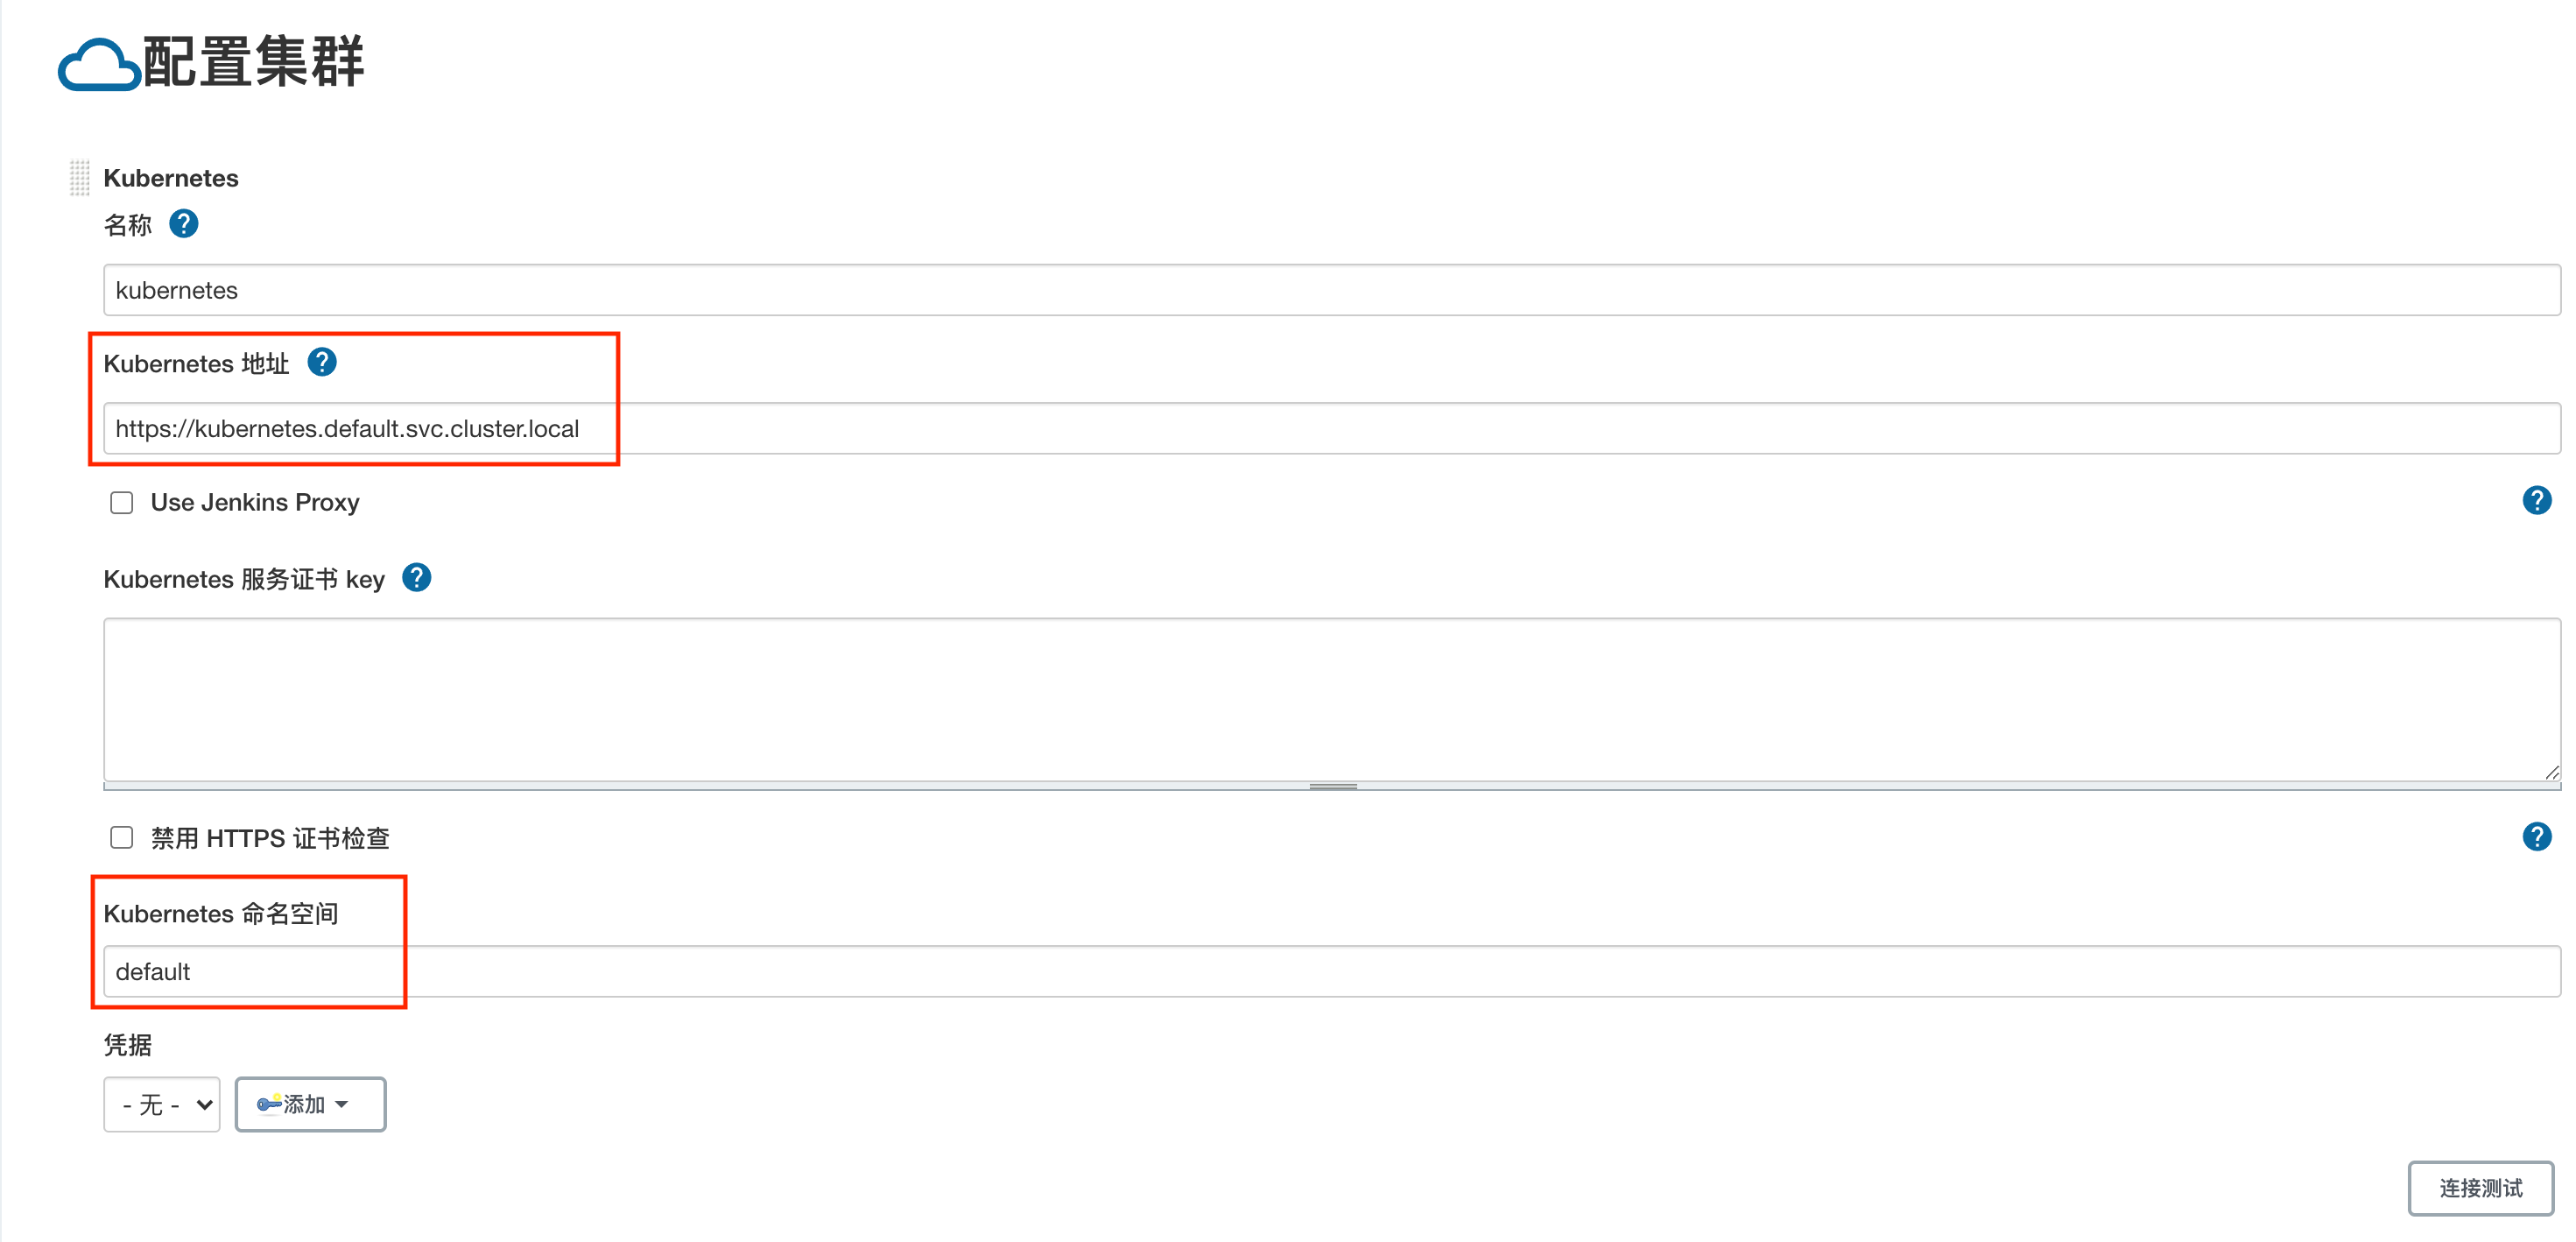 配置集群
Kubernetes
名称 ?
kubernetes
Kubernetes 地址 ?
https://kubernetes.default.svc.cluster.local
Use Jenkins Proxy ?
Kubernetes 服务证书 key ?
禁用 HTTPS 证书检查 ?
Kubernetes 命名空间
default
凭据
- 无 - 添加
连接测试